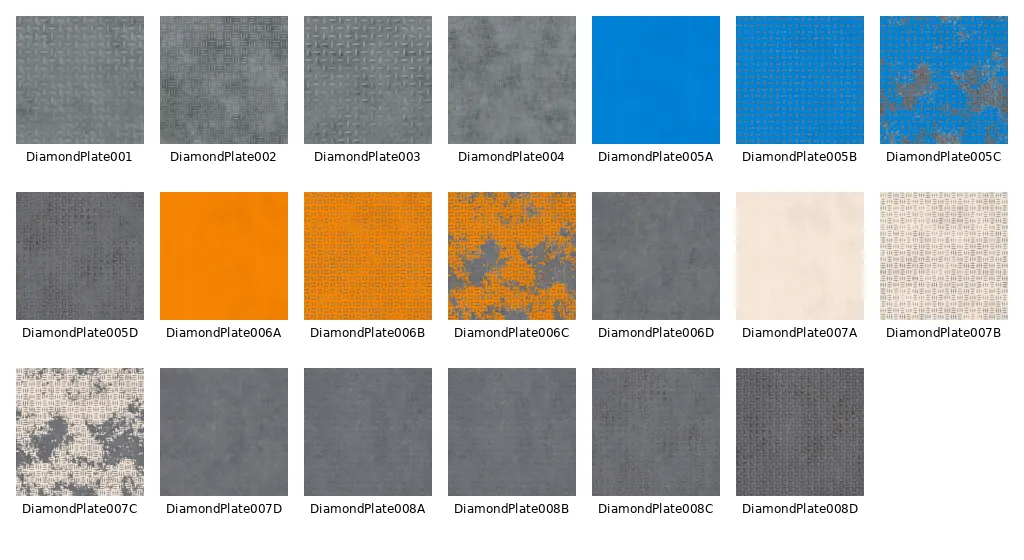 DiamondPlate001
DiamondPlate002
DiamondPlate003
DiamondPlate004
DiamondPlate005A
DiamondPlate005B
DiamondPlate005C
DiamondPlate005D
DiamondPlate006A
DiamondPlate006B
DiamondPlate006C
DiamondPlate006D
DiamondPlate007A
DiamondPlate007B
DiamondPlate007C
DiamondPlate007D
DiamondPlate008A
DiamondPlate008B
DiamondPlate008C
DiamondPlate008D